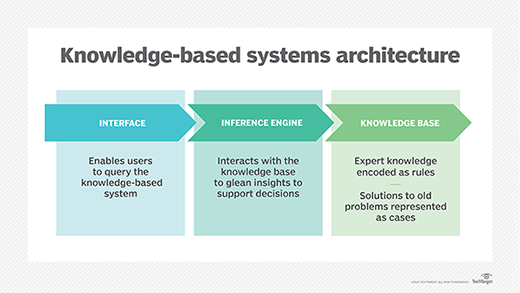 Knowledge-based systems architecture
INTERFACE
Enables users
to query the
knowledge-based
system
INFERENCE ENGINE
Interacts with the
knowledge base
to glean insights to
support decisions
KNOWLEDGE BASE
Expert knowledge
encoded as rules
Solutions to old
problems represented
as cases
TechTarget